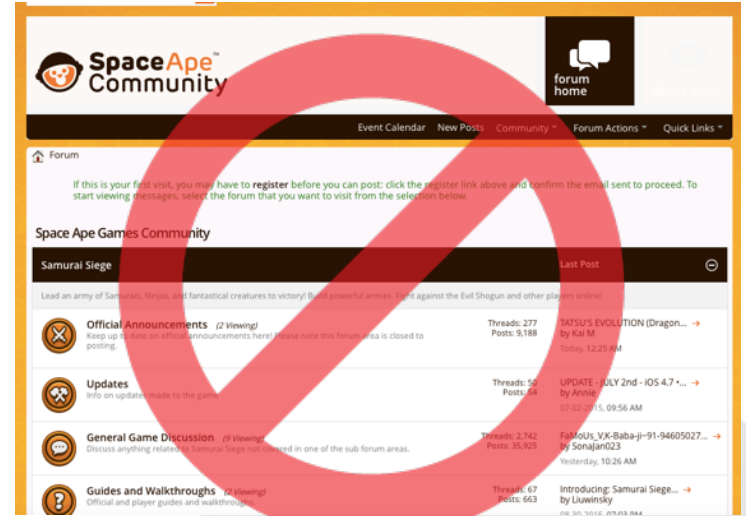 SpaceApe™
Community
forum
home
Event Calendar New Posts Community Forum Actions Quick Links
Forum
If this is your first visit, you may have to register before you can post: click the register link above and confirm the email sent to proceed. To
start viewing messages, select the forum that you want to visit from the selection below.
Space Ape Games Community
Samurai Siege Last Post
Lead an army of Samurais, Ninjas, and fantastical creatures to victory! Build powerful armies. Fight against the Evil Shogun and other players online!
Official Announcements (2 Viewing) Threads: 277 TATSU'S EVOLUTION (Dragon...
Keep up to date on official announcements here! Please note this forum area is closed to Posts: 9,188 by Kai M
posting. Today, 12:25 AM
Updates Threads: 50 UPDATE - JULY 2nd - iOS 4.7 •...
Info on updates made to the game Posts: 54 by Annie
07-02-2015, 09:56 AM
General Game Discussion (9 Viewing) Threads: 2,742 FaMoUs_V,K-Baba-ji~91-94605027...
Discuss anything related to Samurai Siege not covered in one of the sub forum areas. Posts: 35,925 by SonaJan023
Yesterday, 10:26 AM
Guides and Walkthroughs (2 Viewing) Threads: 67 Introducing: Samurai Siege...
Official and player guides and walkthroughs. Posts: 663 by Liuwinsky
08-30-2015, 07:03 PM